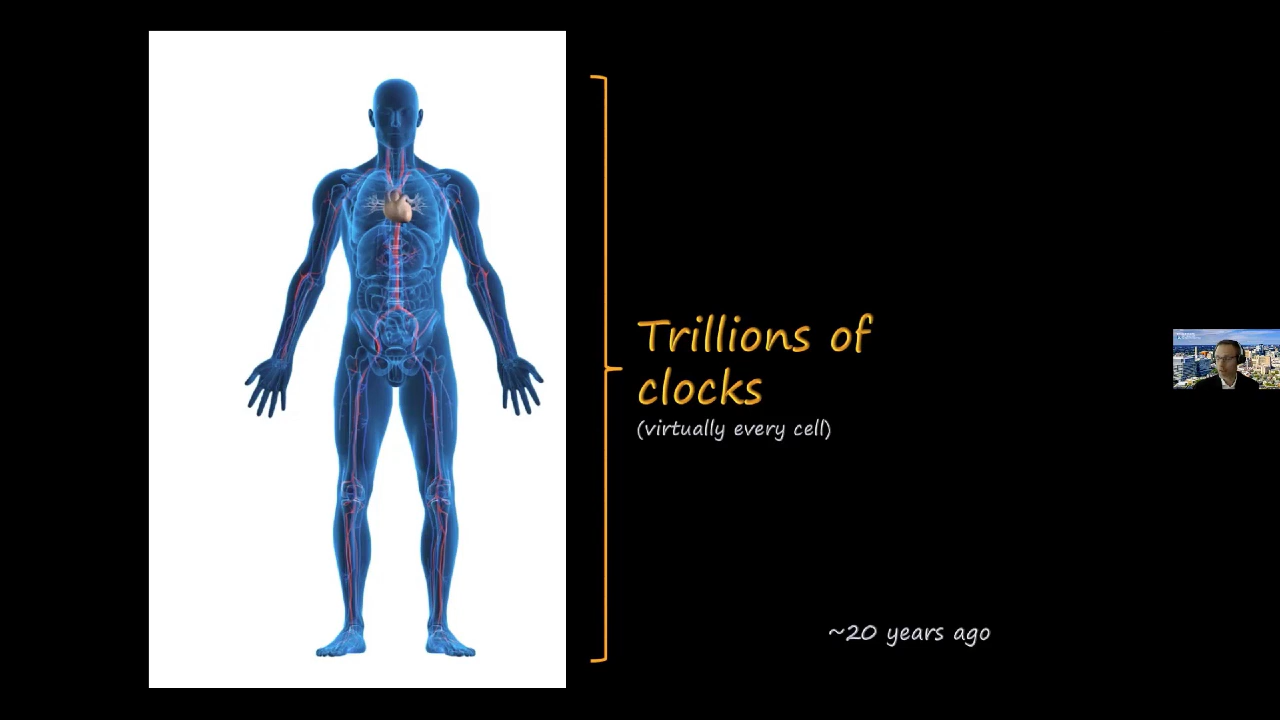 Trillions of
clocks
(virtually every cell)
~20 years ago